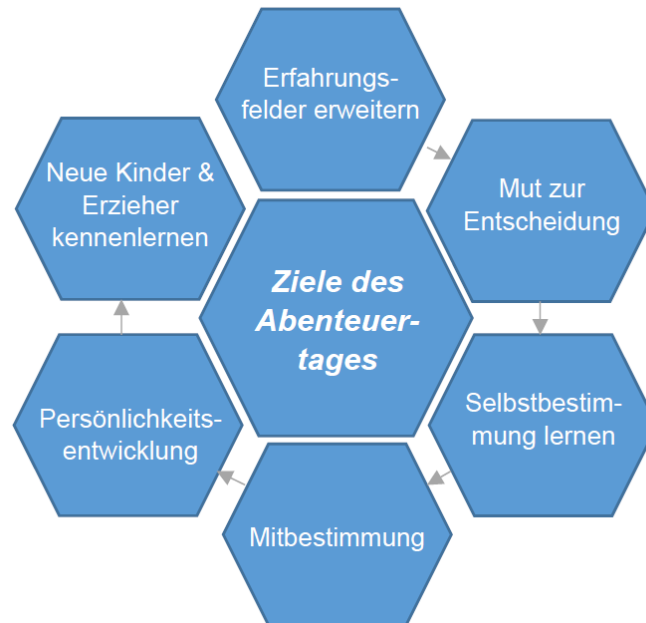 Erfahrungs-
felder erweitern
Mut zur
Entscheidung
Selbstbestim-
mung lernen
Mitbestimmung
Persönlichkeits-
entwicklung
Neue Kinder &
Erzieher
kennenlernen
Ziele des
Abenteuer-
tages